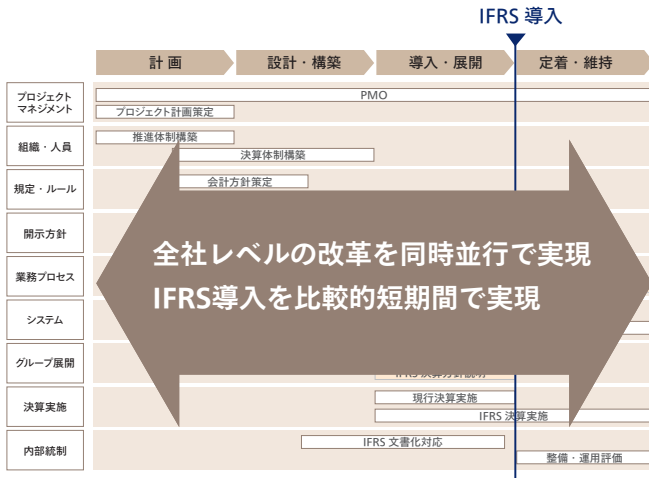 IFRS 導入
計 画
設計・構築
導入・展開
定着・維持
プロジェクト
マネジメント
PMO
プロジェクト計画策定
組織・人員
推進体制構築
決算体制構築
規定・ルール
会計方針策定
開示方針
全社レベルの改革を同時並行で実現
IFRS導入を比較的短期間で実現
業務プロセス
システム
グループ展開
決算実施
現行決算実施
IFRS 決算実施
内部統制
IFRS 文書化対応
整備・運用評価